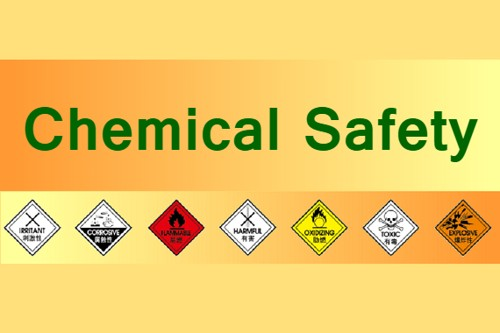 Chemical Safety
IRRITANT
刺激性
CORROSIVE
腐蝕性
FLAMMABLE
易燃
HARMFUL
有害
OXIDIZING
助燃
TOXIC
有毒
EXPLOSIVE
爆炸性